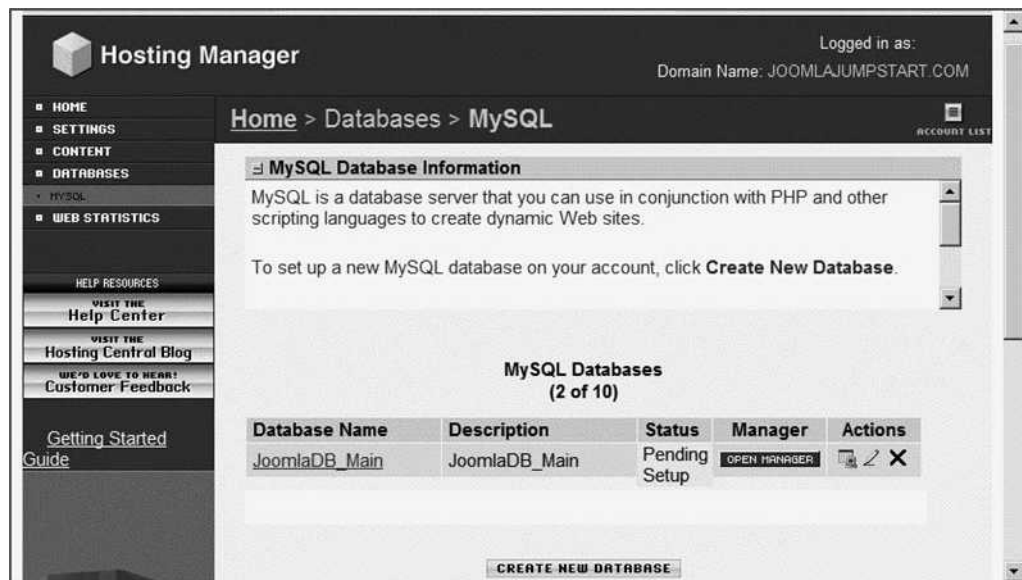 Hosting Manager
Logged in as:
Domain Name: JOOMLAJUMPSTART.COM
HOME
SETTINGS
CONTENT
DATABASES
MYSQL
WEB STATISTICS
HELP RESOURCES
VISIT THE
Help Center
VISIT THE
Hosting Central Blog
WE'D LOVE TO HEAR!
Customer Feedback
Getting Started
Guide
Home > Databases > MySQL
ACCOUNT LIST
MySQL Database Information
MySQL is a database server that you can use in conjunction with PHP and other
scripting languages to create dynamic Web sites.
To set up a new MySQL database on your account, click Create New Database.
MySQL Databases
(2 of 10)
Database Name Description Status Manager Actions
JoomlaDB_Main JoomlaDB_Main Pending OPEN MANAGER
Setup
CREATE NEW DATABASE